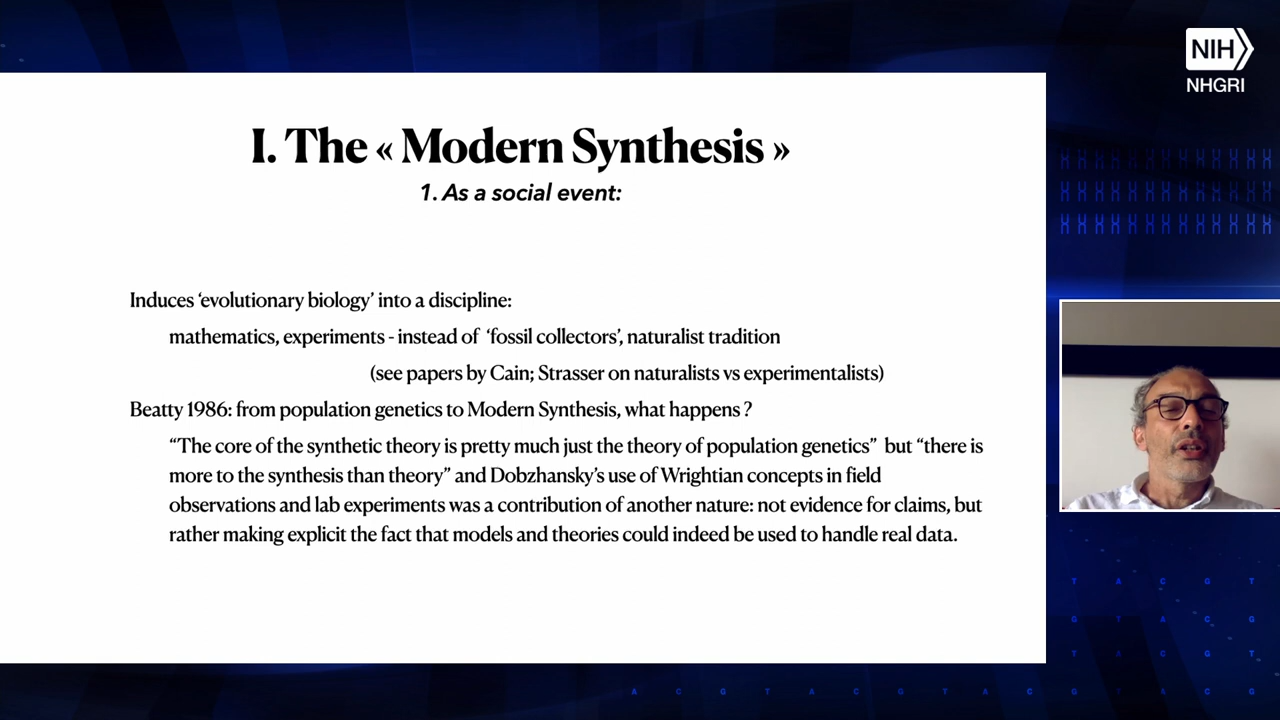 NIH
NHGRI
I. The « Modern Synthesis »
1. As a social event:
Induces ‘evolutionary biology’ into a discipline:
mathematics, experiments - instead of ‘fossil collectors’, naturalist tradition
(see papers by Cain; Strasser on naturalists vs experimentalists)
Beatty 1986: from population genetics to Modern Synthesis, what happens ?
“The core of the synthetic theory is pretty much just the theory of population genetics” but “there is
more to the synthesis than theory” and Dobzhansky’s use of Wrightian concepts in field
observations and lab experiments was a contribution of another nature: not evidence for claims, but
rather making explicit the fact that models and theories could indeed be used to handle real data.
T A C G T
G T A C G
T A C G T
A C G T A C G T A C G T A C G